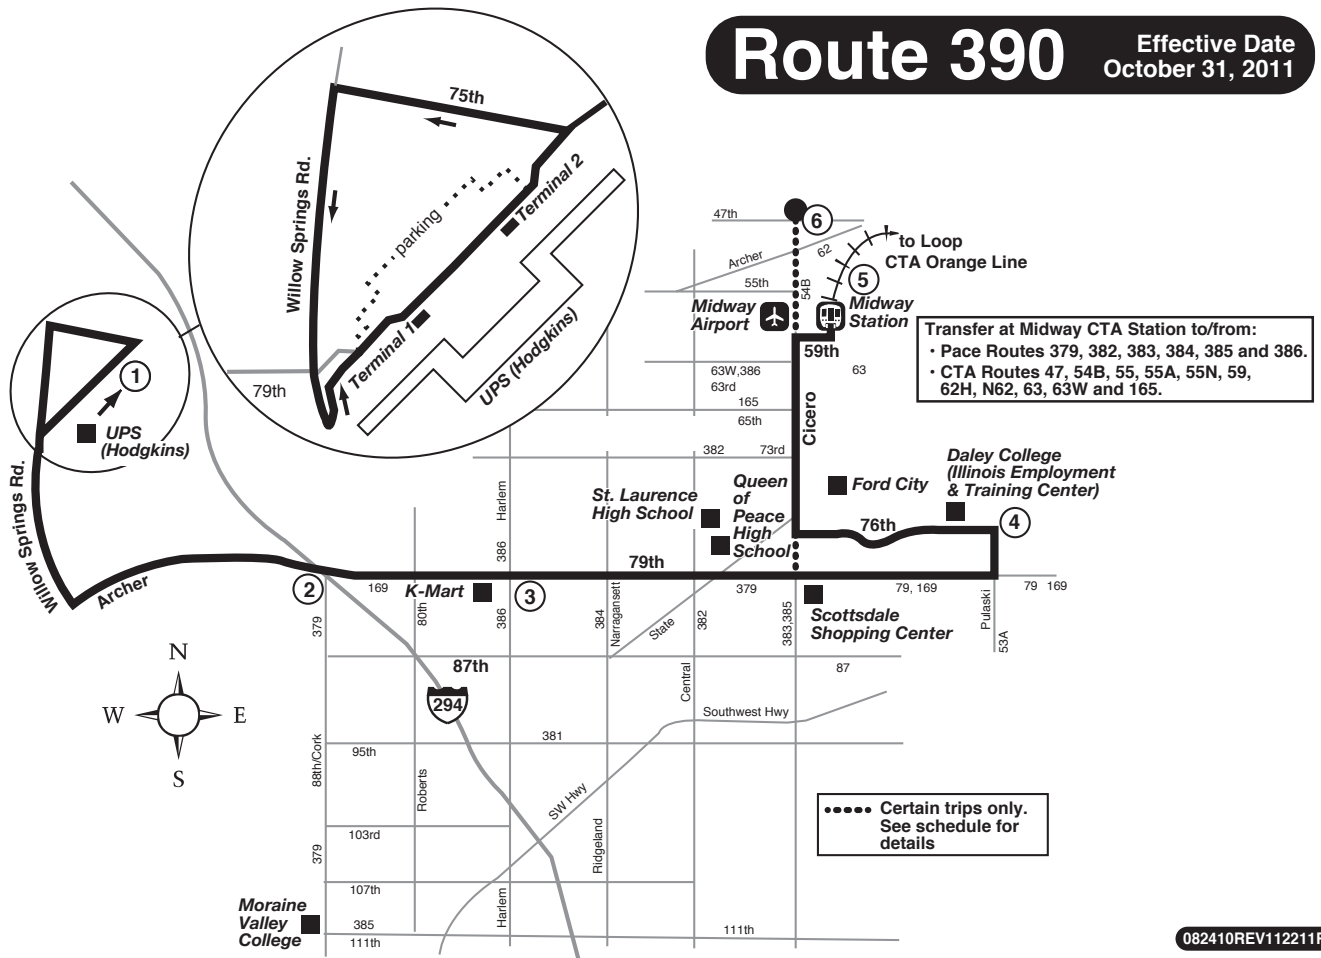 Route 390
Effective Date
October 31, 2011
75th
Willow Springs Rd.
parking
Terminal 2
Terminal 1
UPS (Hodgkins)
79th
1
UPS
(Hodgkins)
Willow Springs Rd.
Archer
47th
6
Archer
62
to Loop
CTA Orange Line
55th
54B
5
Midway
Airport
Midway
Station
59th
Transfer at Midway CTA Station to/from:
· Pace Routes 379, 382, 383, 384, 385 and 386.
· CTA Routes 47, 54B, 55, 55A, 55N, 59,
62H, N62, 63, 63W and 165.
63W,386
63rd
63
165
65th
Cicero
382
73rd
Harlem
386
St. Laurence
High School
Queen
of
Peace
High
School
Ford City
Daley College
(Illinois Employment
& Training Center)
76th
4
79th
2
169
K-Mart
3
379
79, 169
79
169
379
80th
386
384
Narragansett
State
382
383,385
Scottsdale
Shopping Center
Pulaski
53A
87th
87
294
Central
Southwest Hwy
N
W
E
S
381
95th
88th/Cork
Roberts
SW Hwy
103rd
Ridgeland
379
107th
Harlem
Moraine
Valley
College
385
111th
111th
Certain trips only.
See schedule for
details
082410REV112211